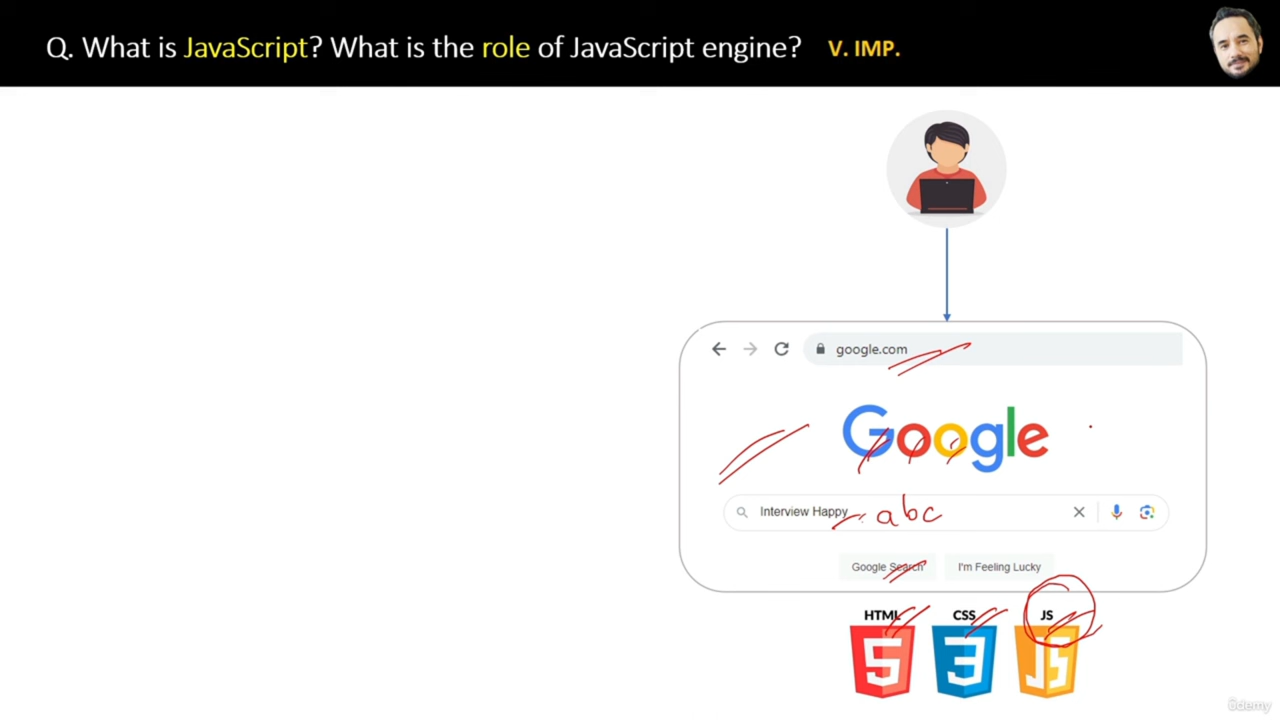 Q. What is JavaScript? What is the role of JavaScript engine? V. IMP.
google.com
Google
Interview Happy abc
Google Search I'm Feeling Lucky
HTML CSS JS
5 3 JS
ûdemy